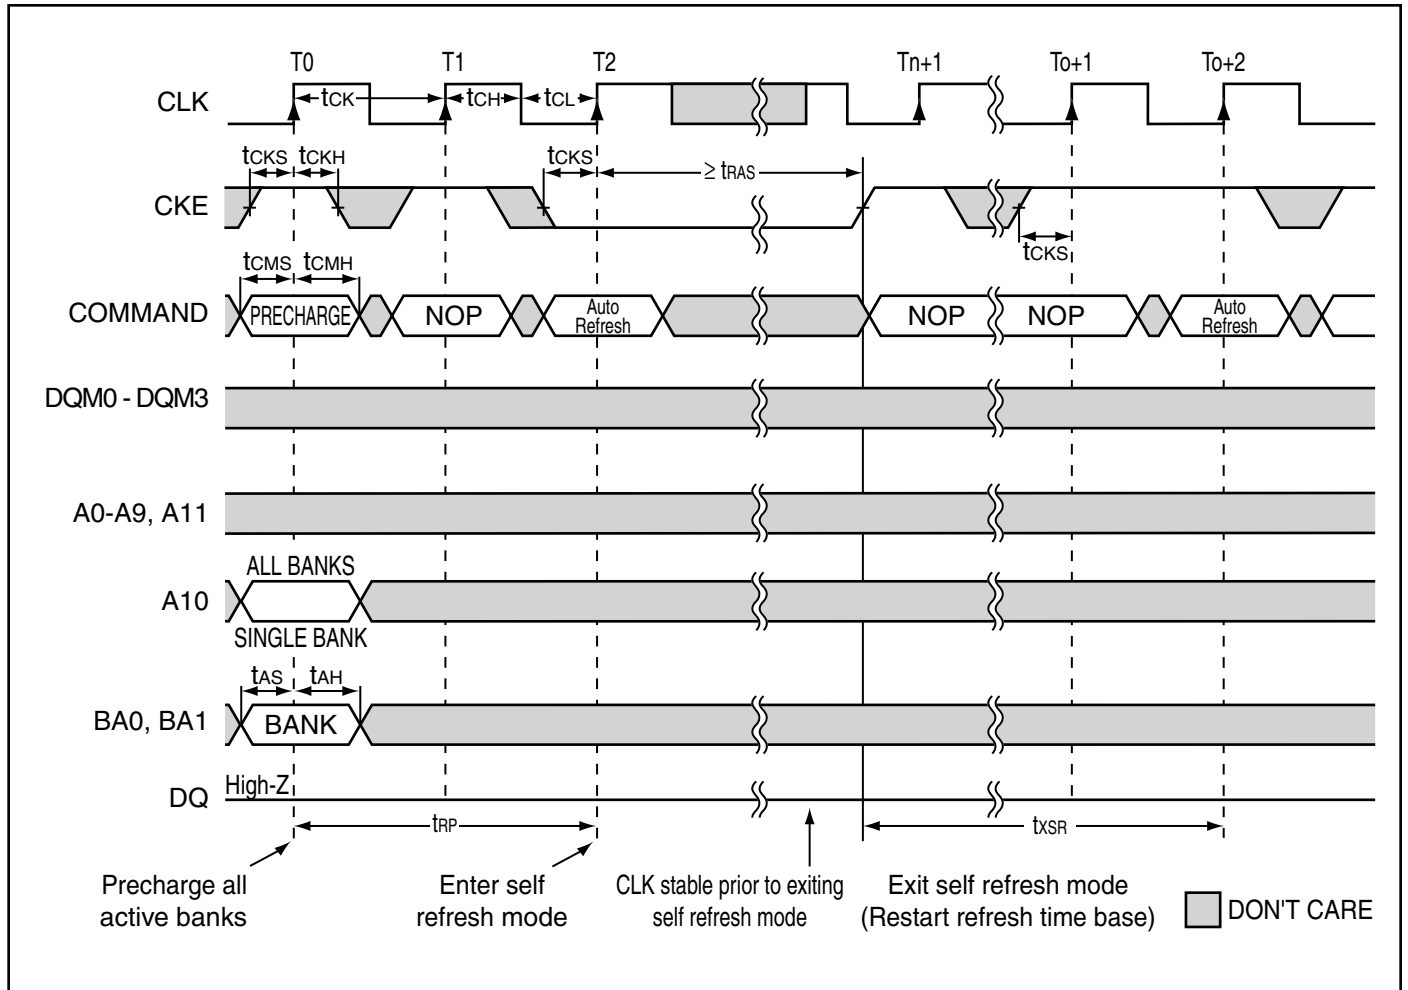 T0 T1 T2 Tn+1 To+1 To+2
CLK tCK tCH tCL
tCKS tCKH tCKS ≥ tRAS
CKE
tCKS
tCMS tCMH
COMMAND PRECHARGE NOP Auto Refresh NOP NOP Auto Refresh
DQM0 - DQM3
A0-A9, A11
ALL BANKS
A10
SINGLE BANK
tAS tAH
BA0, BA1 BANK
High-Z
DQ
tRP tXSR
Precharge all
active banks
Enter self
refresh mode
CLK stable prior to exiting
self refresh mode
Exit self refresh mode
(Restart refresh time base)
DON'T CARE